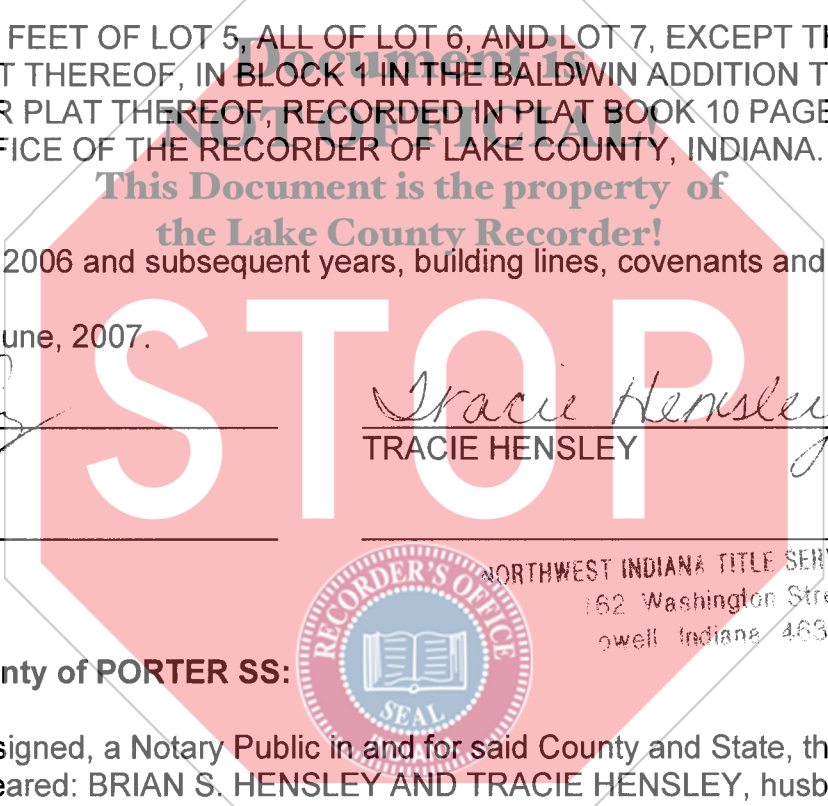 FEET OF LOT 5, ALL OF LOT 6, AND LOT 7, EXCEPT TH
T THEREOF, IN BLOCK 1 IN THE BALDWIN ADDITION T
R PLAT THEREOF, RECORDED IN PLAT BOOK 10 PAGE
FICE OF THE RECORDER OF LAKE COUNTY, INDIANA.
Document is
NOT OFFICIAL!
This Document is the property of
the Lake County Recorder!
2006 and subsequent years, building lines, covenants and
une, 2007.
STOP
Tracie Hensley
TRACIE HENSLEY
NORTHWEST INDIANA TITLE SERV
162 Washington Stre
owell Indiana 463
RECORDER'S OFFICE
SEAL
nty of PORTER SS:
signed, a Notary Public in and for said County and State, th
eared: BRIAN S. HENSLEY AND TRACIE HENSLEY, husb